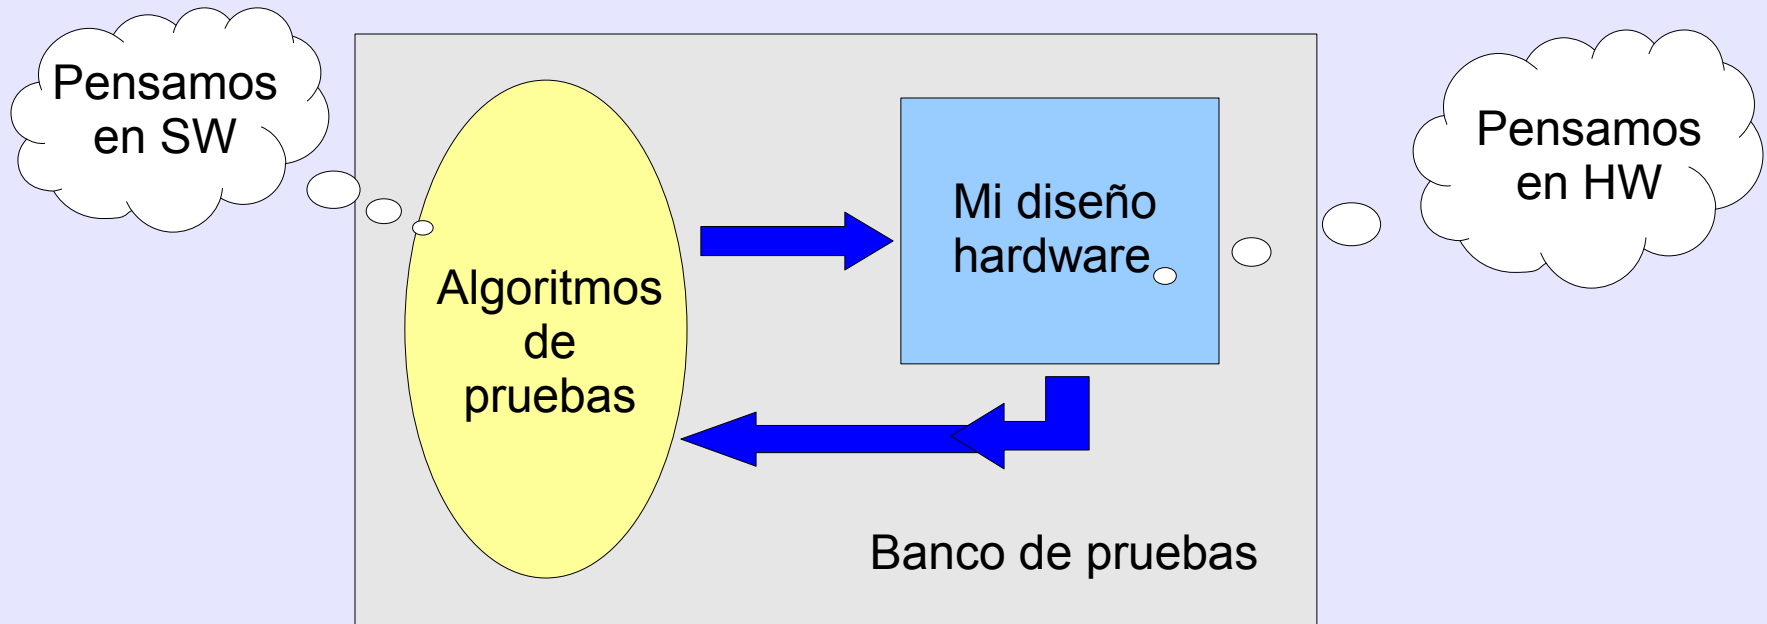 Pensamos
en SW
Algoritmos
de
pruebas
Mi diseño
hardware
Pensamos
en HW
Banco de pruebas